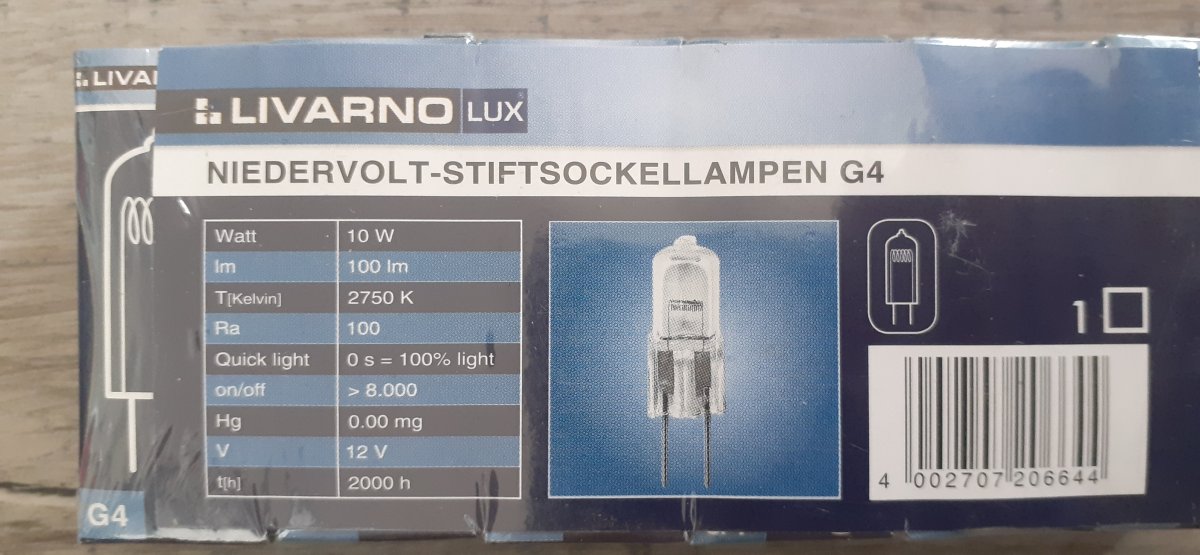 LIVAI
LIVARNO LUX
NIEDERVOLT-STIFTSOCKELLAMPEN G4
Watt 10 W
lm 100 lm
T[Kelvin] 2750 K
Ra 100
Quick light 0 s = 100% light
on/off > 8.000
Hg 0.00 mg
V 12 V
t[h] 2000 h
1
4 002707 206644
G4